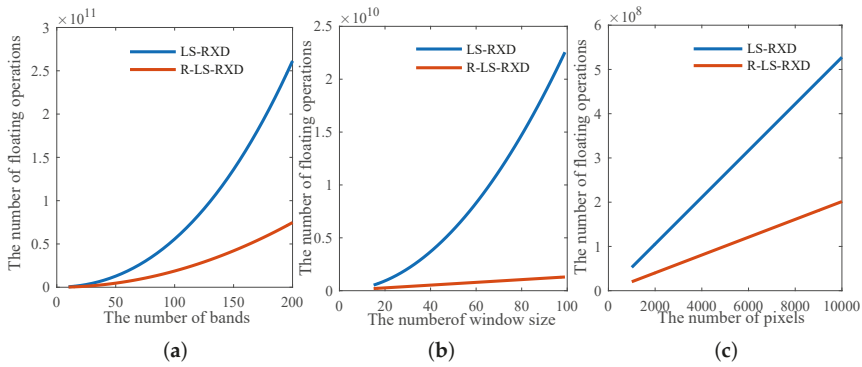 ×10^11
3
2.5
2
1.5
1
0.5
0
0 50 100 150 200
The number of floating operations
The number of bands
LS-RXD
R-LS-RXD
(a)
×10^10
2.5
2.0
1.5
1.0
0.5
0
0 20 40 60 80 100
The number of floating operations
The numberof window size
LS-RXD
R-LS-RXD
(b)
×10^8
6
5
4
3
2
1
0
0 2000 4000 6000 8000 10000
The number of floating operations
The number of pixels
LS-RXD
R-LS-RXD
(c)